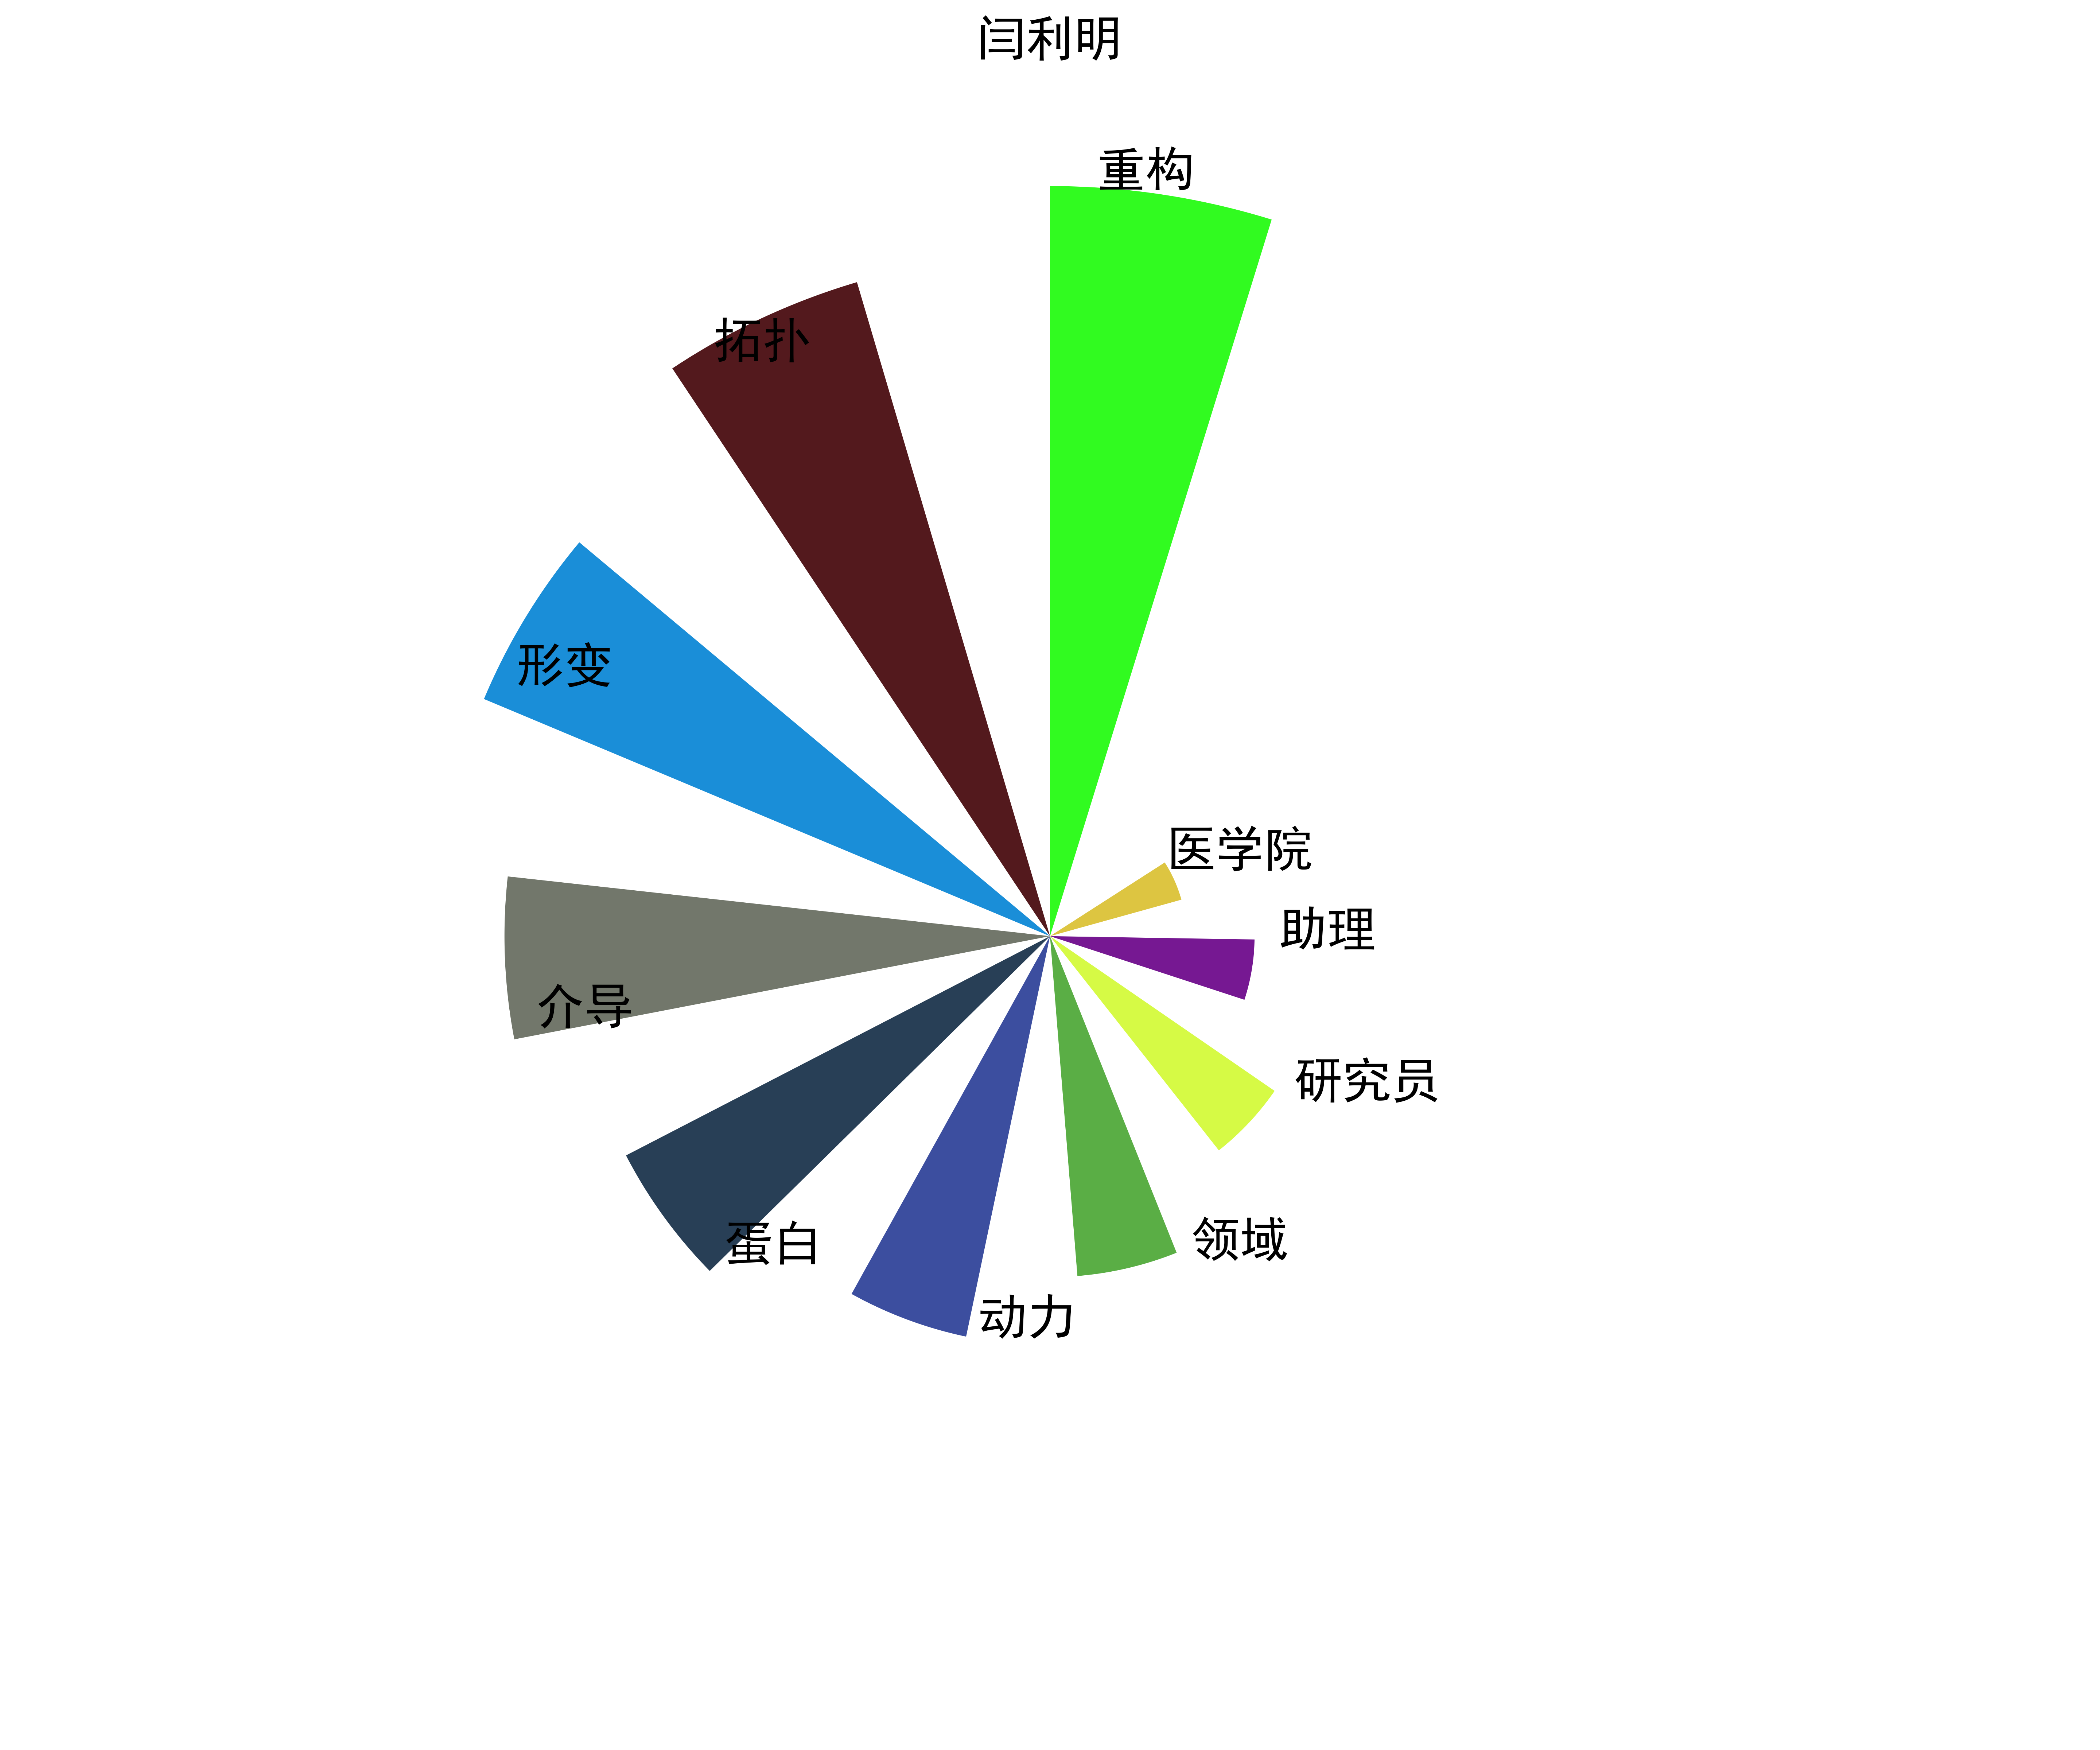 闫利明
重构
拓扑
形变
医学院
助理
介导
研究员
蛋白
领域
动力